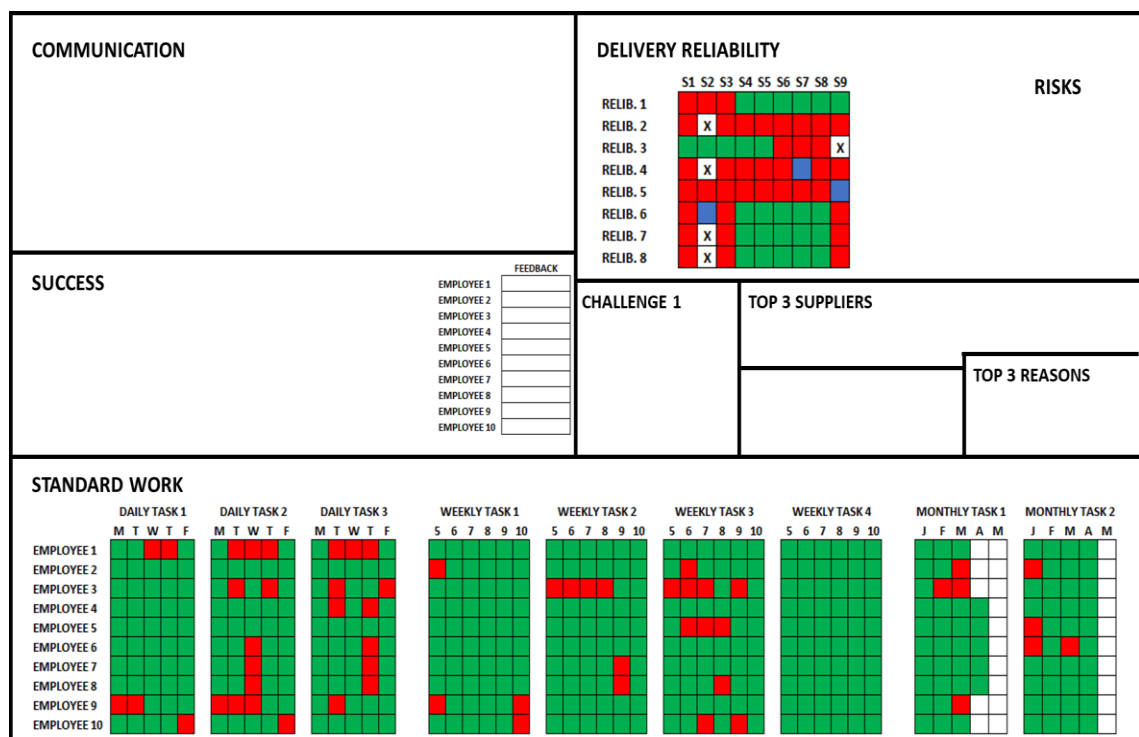 COMMUNICATION
DELIVERY RELIABILITY
RISKS
S1 S2 S3 S4 S5 S6 S7 S8 S9
RELIB. 1
RELIB. 2 X
RELIB. 3 X
RELIB. 4 X
RELIB. 5
RELIB. 6
RELIB. 7 X
RELIB. 8 X
SUCCESS
FEEDBACK
EMPLOYEE 1
EMPLOYEE 2
EMPLOYEE 3
EMPLOYEE 4
EMPLOYEE 5
EMPLOYEE 6
EMPLOYEE 7
EMPLOYEE 8
EMPLOYEE 9
EMPLOYEE 10
CHALLENGE 1
TOP 3 SUPPLIERS
TOP 3 REASONS
STANDARD WORK
DAILY TASK 1 DAILY TASK 2 DAILY TASK 3 WEEKLY TASK 1 WEEKLY TASK 2 WEEKLY TASK 3 WEEKLY TASK 4 MONTHLY TASK 1 MONTHLY TASK 2
M T W T F M T W T F M T W T F 5 6 7 8 9 10 5 6 7 8 9 10 5 6 7 8 9 10 5 6 7 8 9 10 J F M A M J F M A M
EMPLOYEE 1
EMPLOYEE 2
EMPLOYEE 3
EMPLOYEE 4
EMPLOYEE 5
EMPLOYEE 6
EMPLOYEE 7
EMPLOYEE 8
EMPLOYEE 9
EMPLOYEE 10